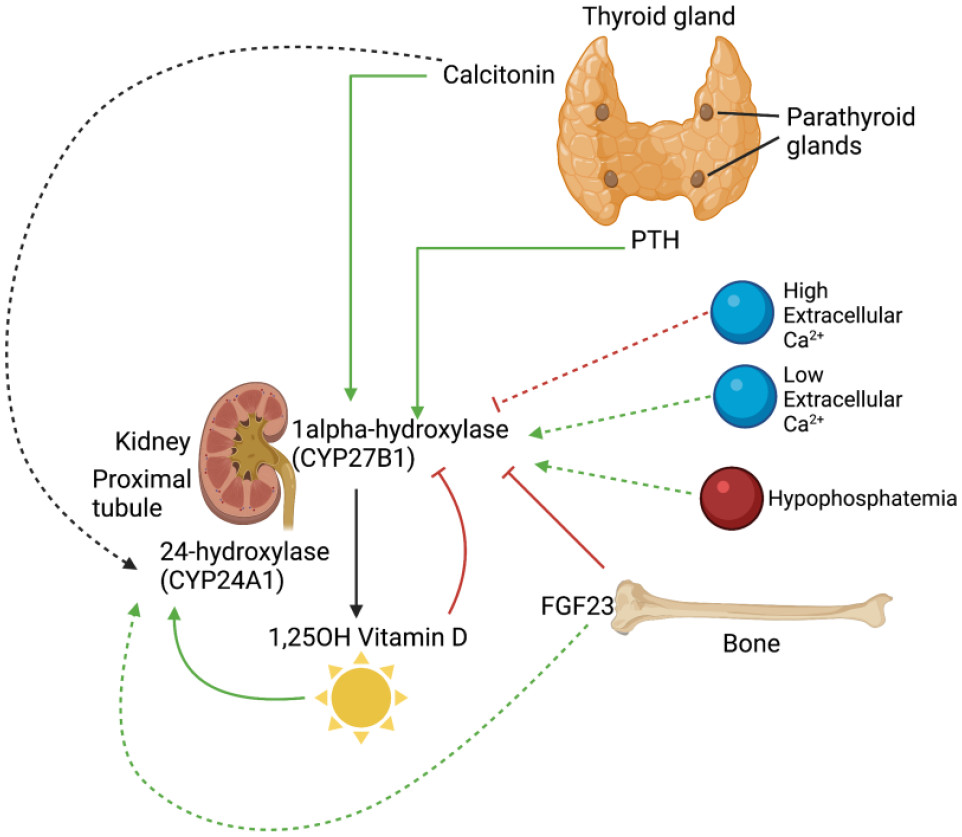 Thyroid gland
Calcitonin
Parathyroid
glands
PTH
High
Extracellular
Ca²⁺
Low
Extracellular
Ca²⁺
Kidney
1alpha-hydroxylase
(CYP27B1)
Proximal
tubule
Hypophosphatemia
24-hydroxylase
(CYP24A1)
FGF23
1,25OH Vitamin D
Bone